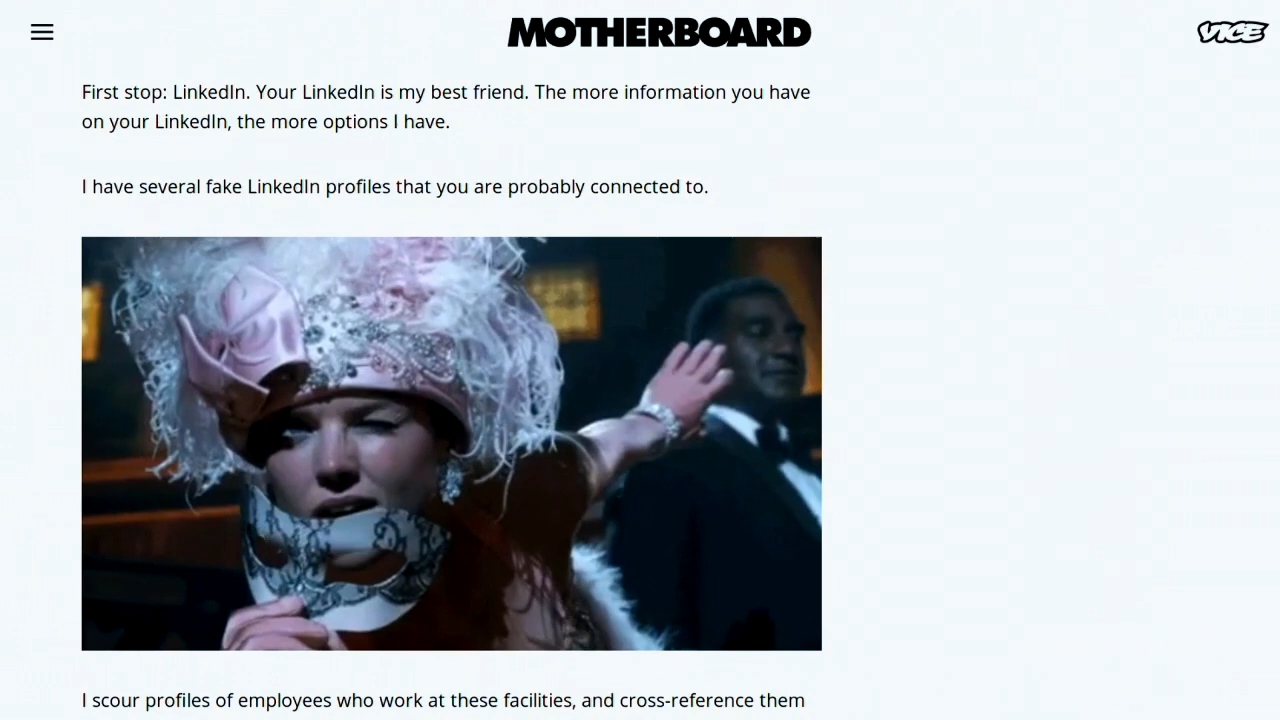 MOTHERBOARD
VICE
First stop: LinkedIn. Your LinkedIn is my best friend. The more information you have
on your LinkedIn, the more options I have.
I have several fake LinkedIn profiles that you are probably connected to.
I scour profiles of employees who work at these facilities, and cross-reference them